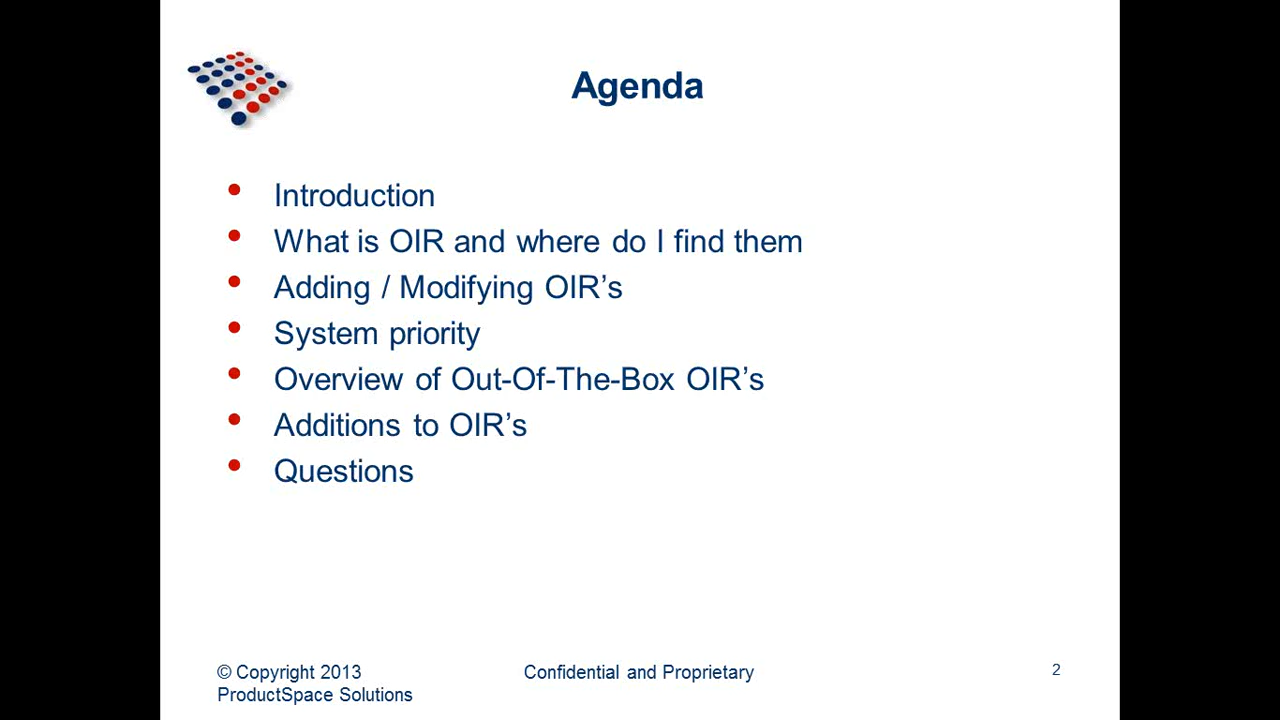 Agenda
Introduction
What is OIR and where do I find them
Adding / Modifying OIR’s
System priority
Overview of Out-Of-The-Box OIR’s
Additions to OIR’s
Questions
© Copyright 2013
ProductSpace Solutions
Confidential and Proprietary
2